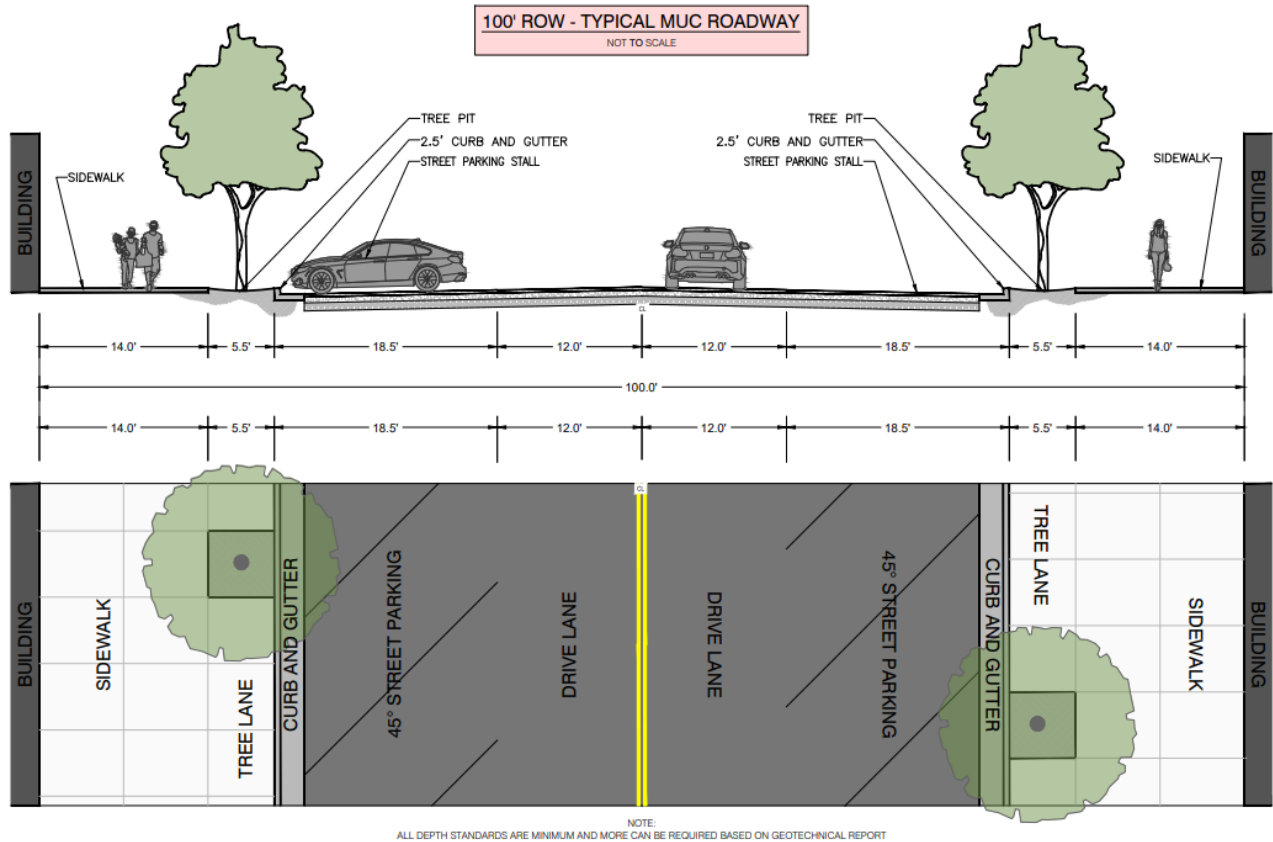 100' ROW - TYPICAL MUC ROADWAY
NOT TO SCALE
TREE PIT
2.5' CURB AND GUTTER
STREET PARKING STALL
SIDEWALK
BUILDING
TREE PIT
2.5' CURB AND GUTTER
STREET PARKING STALL
SIDEWALK
BUILDING
CL
14.0' 5.5' 18.5' 12.0' 12.0' 18.5' 5.5' 14.0'
100.0'
14.0' 5.5' 18.5' 12.0' 12.0' 18.5' 5.5' 14.0'
CL
BUILDING
SIDEWALK
TREE LANE
CURB AND GUTTER
45° STREET PARKING
DRIVE LANE
DRIVE LANE
45° STREET PARKING
CURB AND GUTTER
TREE LANE
SIDEWALK
BUILDING
NOTE:
ALL DEPTH STANDARDS ARE MINIMUM AND MORE CAN BE REQUIRED BASED ON GEOTECHNICAL REPORT